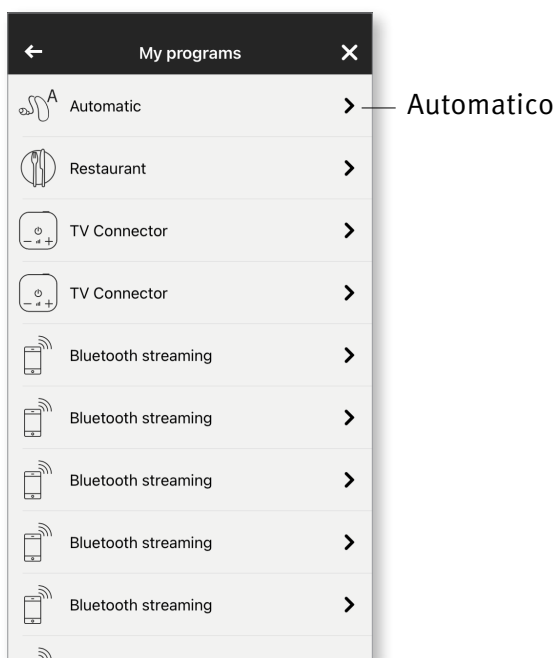 My programs
A
Automatic
Automatico
Restaurant
TV Connector
TV Connector
Bluetooth streaming
Bluetooth streaming
Bluetooth streaming
Bluetooth streaming
Bluetooth streaming